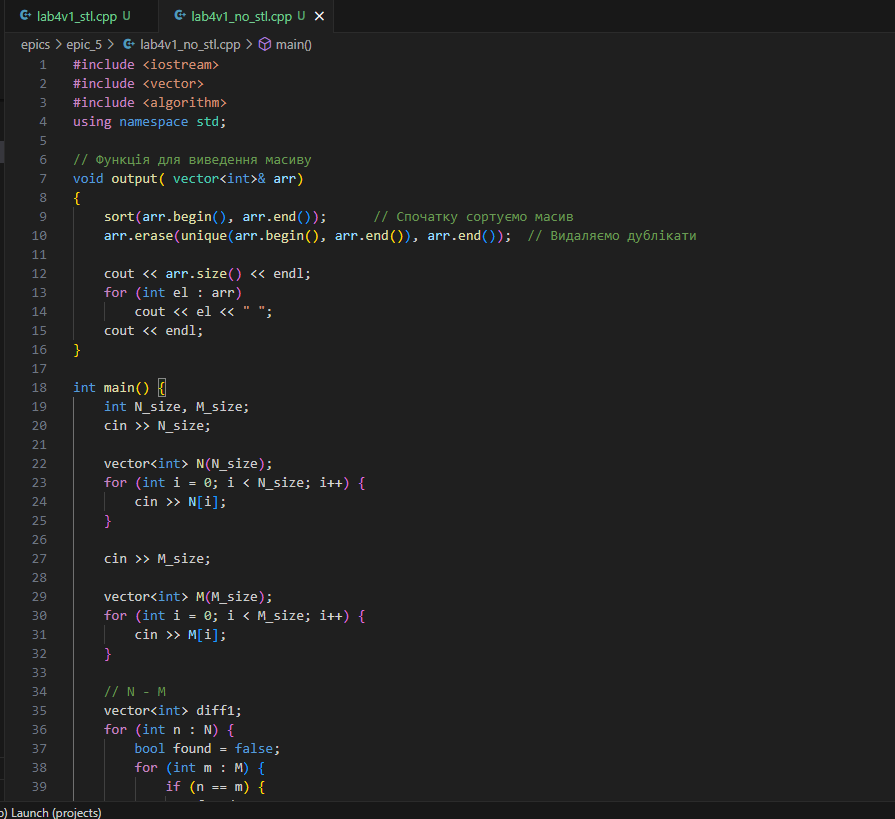 lab4v1_stl.cpp U lab4v1_no_stl.cpp U
epics > epic_5 > lab4v1_no_stl.cpp > main()
1 #include <iostream>
2 #include <vector>
3 #include <algorithm>
4 using namespace std;
5
6 // Функція для виведення масиву
7 void output( vector<int>& arr)
8 {
9 sort(arr.begin(), arr.end()); // Спочатку сортуємо масив
10 arr.erase(unique(arr.begin(), arr.end()), arr.end()); // Видаляємо дублікати
11
12 cout << arr.size() << endl;
13 for (int el : arr)
14 cout << el << " ";
15 cout << endl;
16 }
17
18 int main() {
19 int N_size, M_size;
20 cin >> N_size;
21
22 vector<int> N(N_size);
23 for (int i = 0; i < N_size; i++) {
24 cin >> N[i];
25 }
26
27 cin >> M_size;
28
29 vector<int> M(M_size);
30 for (int i = 0; i < M_size; i++) {
31 cin >> M[i];
32 }
33
34 // N - M
35 vector<int> diff1;
36 for (int n : N) {
37 bool found = false;
38 for (int m : M) {
39 if (n == m) {
) Launch (projects)